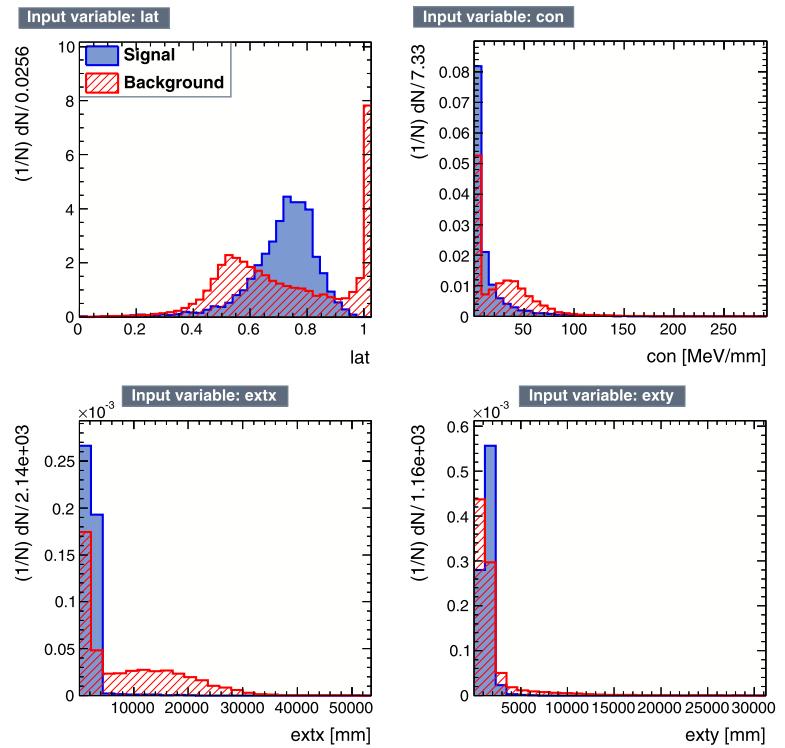 Input variable: lat
(1/N) dN/ 0.0256
10
8
6
4
2
0
Signal
Background
0 0.2 0.4 0.6 0.8 1
lat
Input variable: con
(1/N) dN/ 7.33
0.08
0.07
0.06
0.05
0.04
0.03
0.02
0.01
0
50 100 150 200 250
con [MeV/mm]
Input variable: extx
×10⁻³
(1/N) dN/ 2.14e+03
0.25
0.2
0.15
0.1
0.05
0
10000 20000 30000 40000 50000
extx [mm]
Input variable: exty
×10⁻³
(1/N) dN/ 1.16e+03
0.6
0.5
0.4
0.3
0.2
0.1
0
5000 10000 15000 20000 25000 30000
exty [mm]